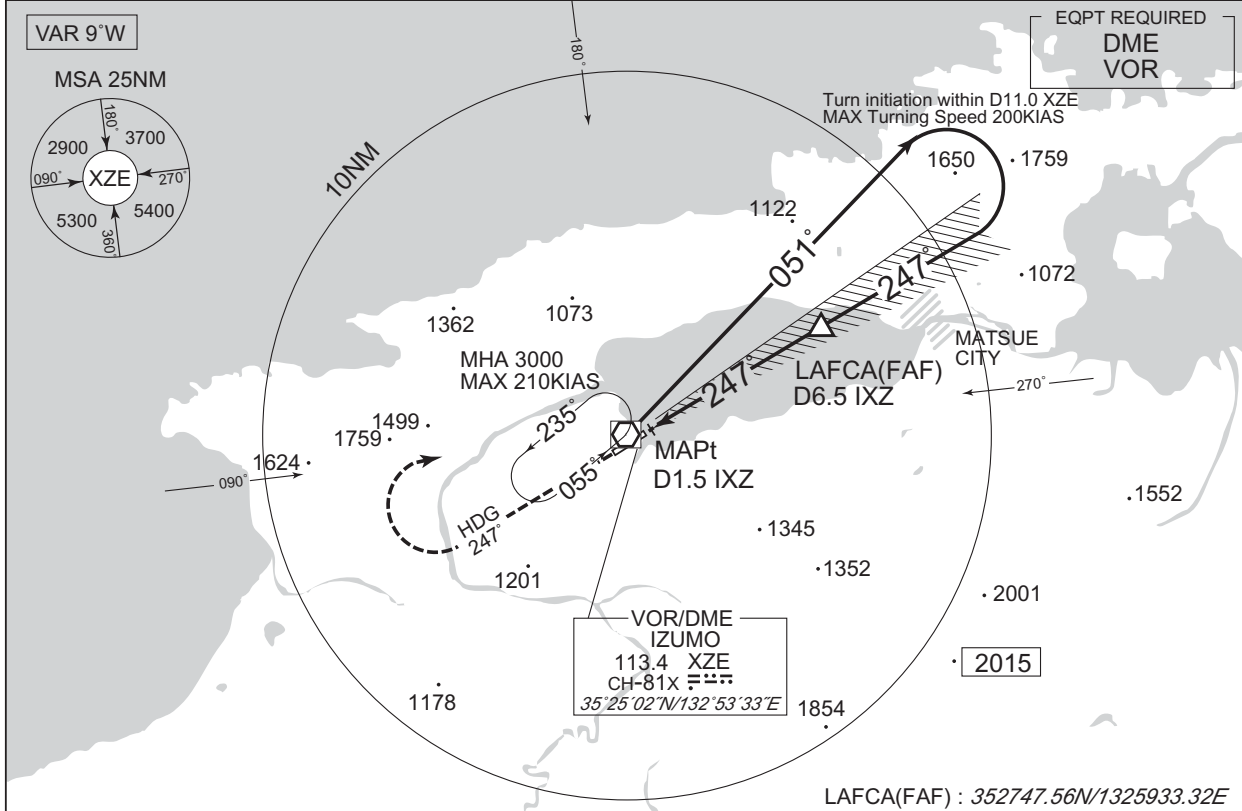 VAR 9°W
MSA 25NM
180°
2900
3700
090°
XZE
270°
5300
5400
360°
180°
EQPT REQUIRED
DME
VOR
Turn initiation within D11.0 XZE
MAX Turning Speed 200KIAS
10NM
1650
1759
1122
051°
247°
1072
1362
1073
MATSUE
CITY
MHA 3000
MAX 210KIAS
LAFCA(FAF)
D6.5 IXZ
247°
270°
235°
1499
1759
1624
MAPt
D1.5 IXZ
090°
055°
1552
HDG
247°
1345
1352
1201
2001
VOR/DME
IZUMO
113.4 XZE
CH-81X
35°25´02˝N/132°53´33˝E
2015
1178
1854
LAFCA(FAF) : 352747.56N/1325933.32E